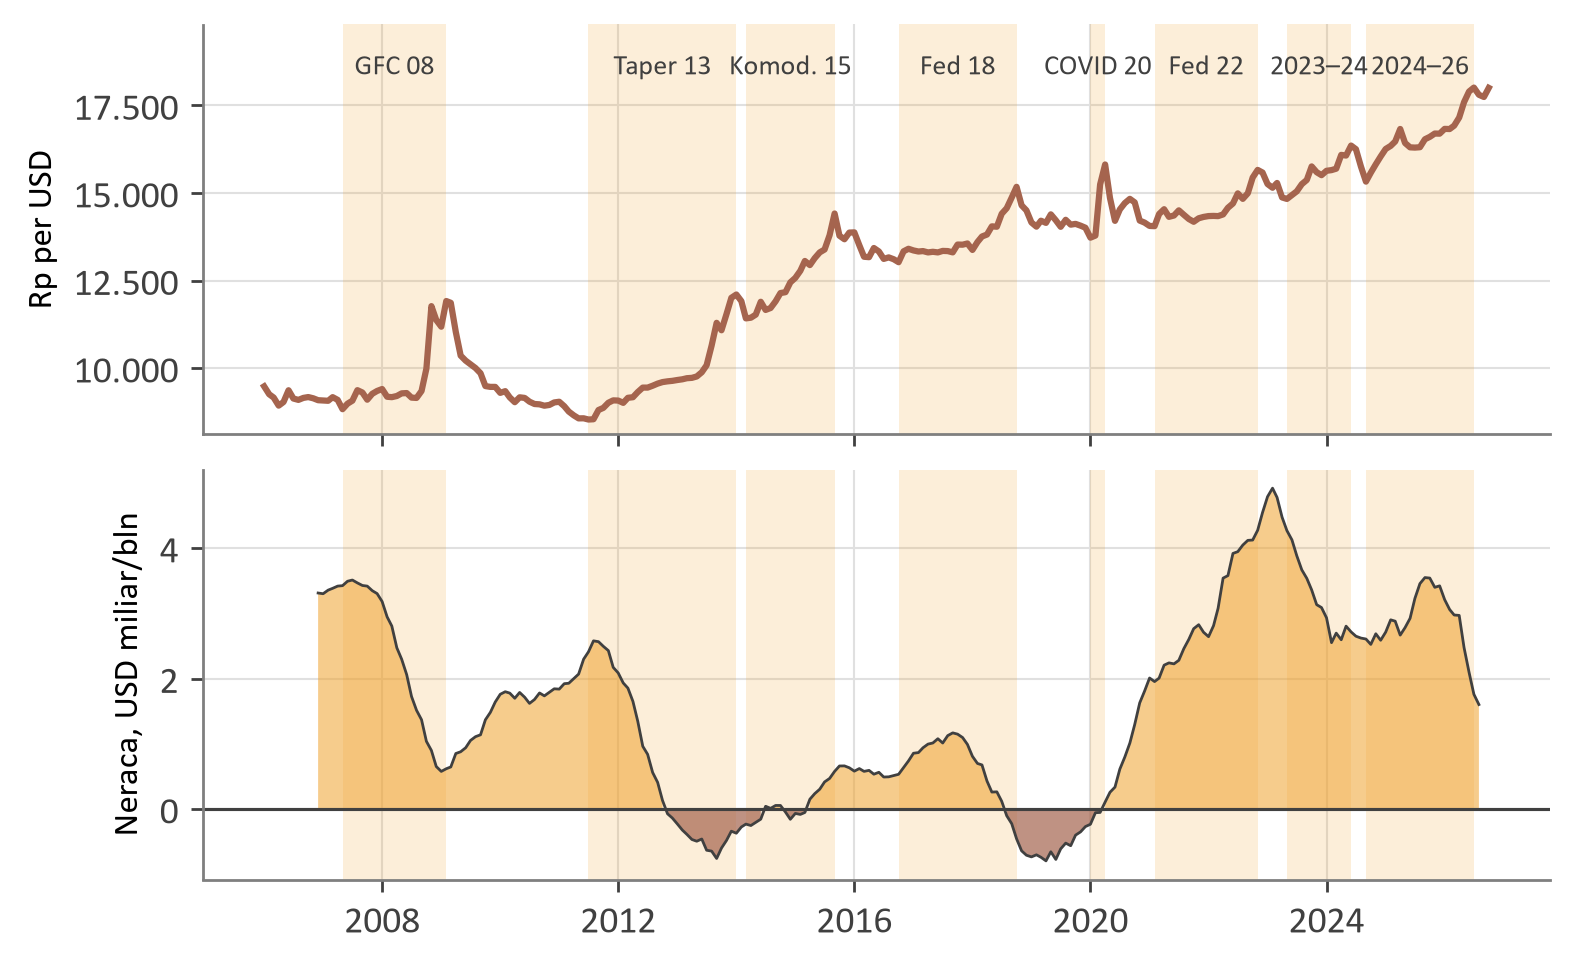 GFC 08
Taper 13
Komod. 15
Fed 18
COVID 20
Fed 22
2023–24
2024–26
Rp per USD
17.500
15.000
12.500
10.000
Neraca, USD miliar/bln
4
2
0
2008
2012
2016
2020
2024